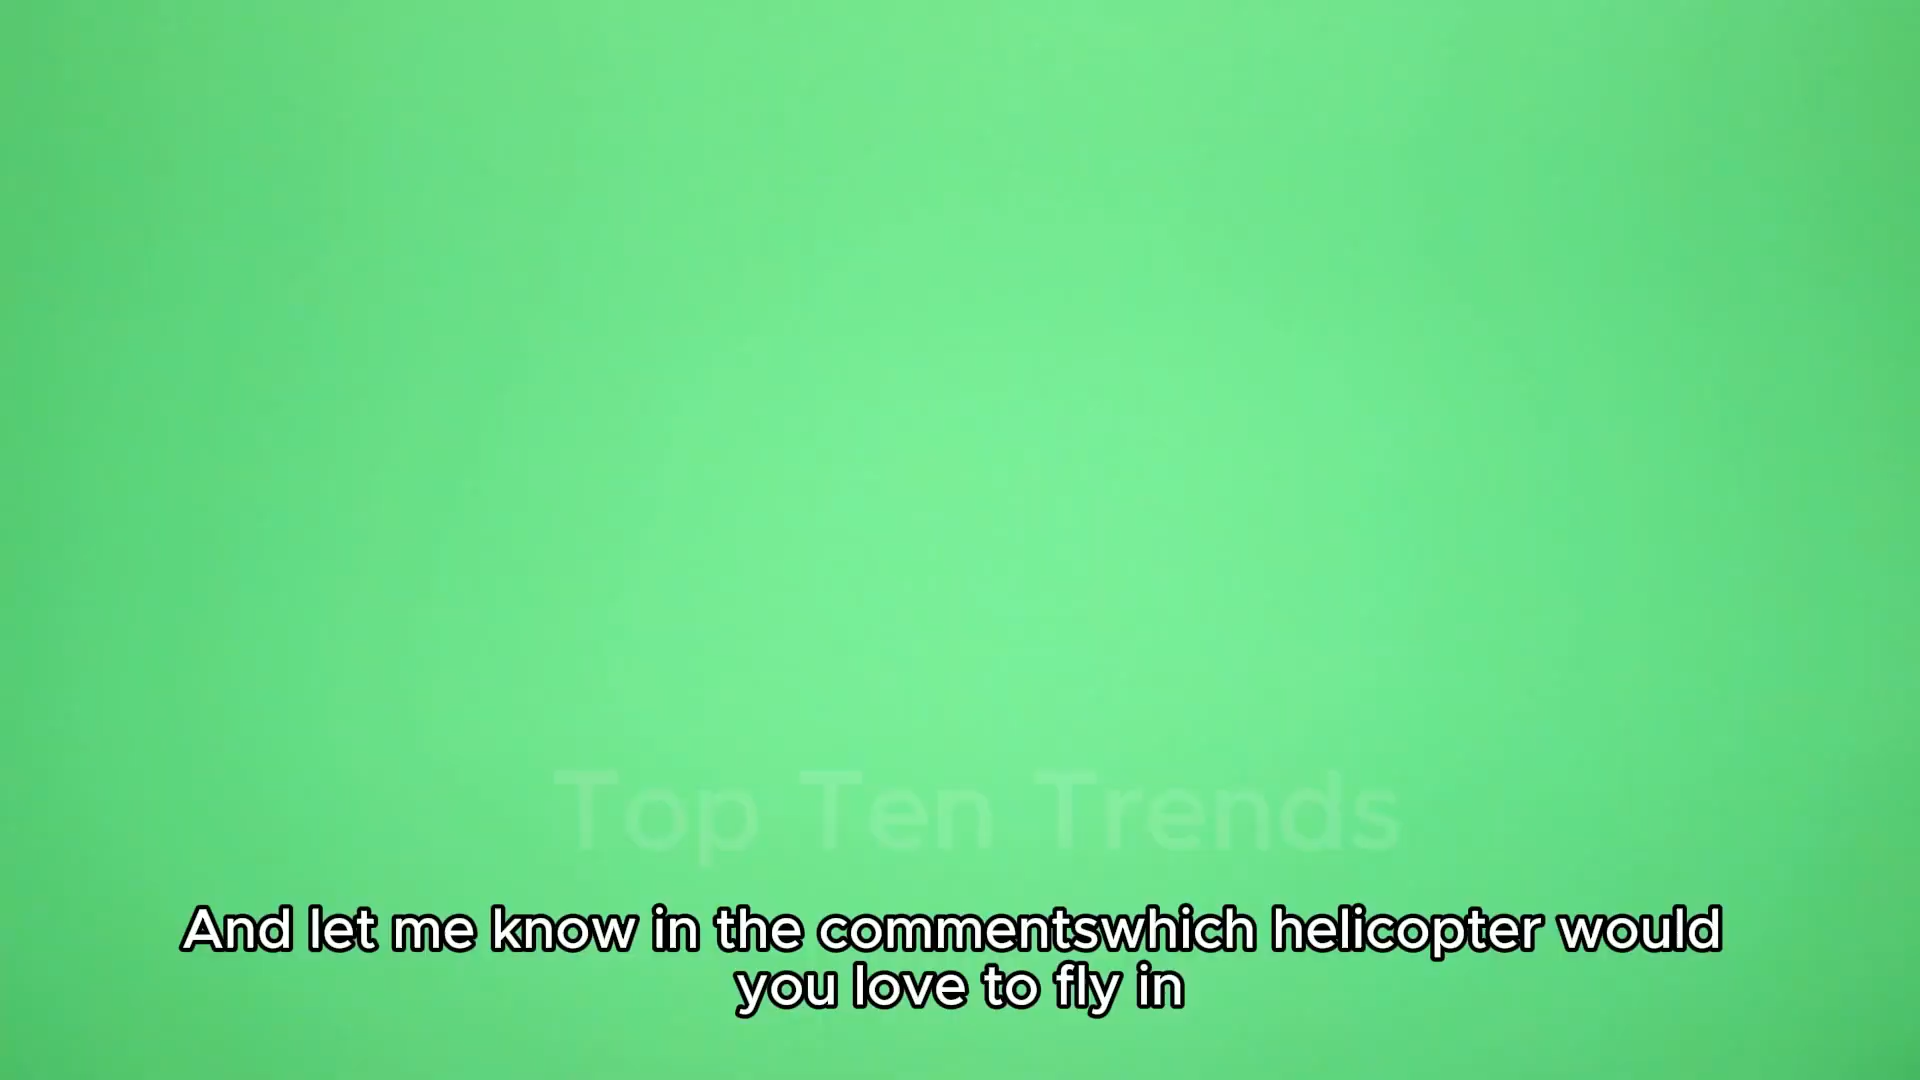 Top Ten Trends
And let me know in the commentswhich helicopter would
you love to fly in